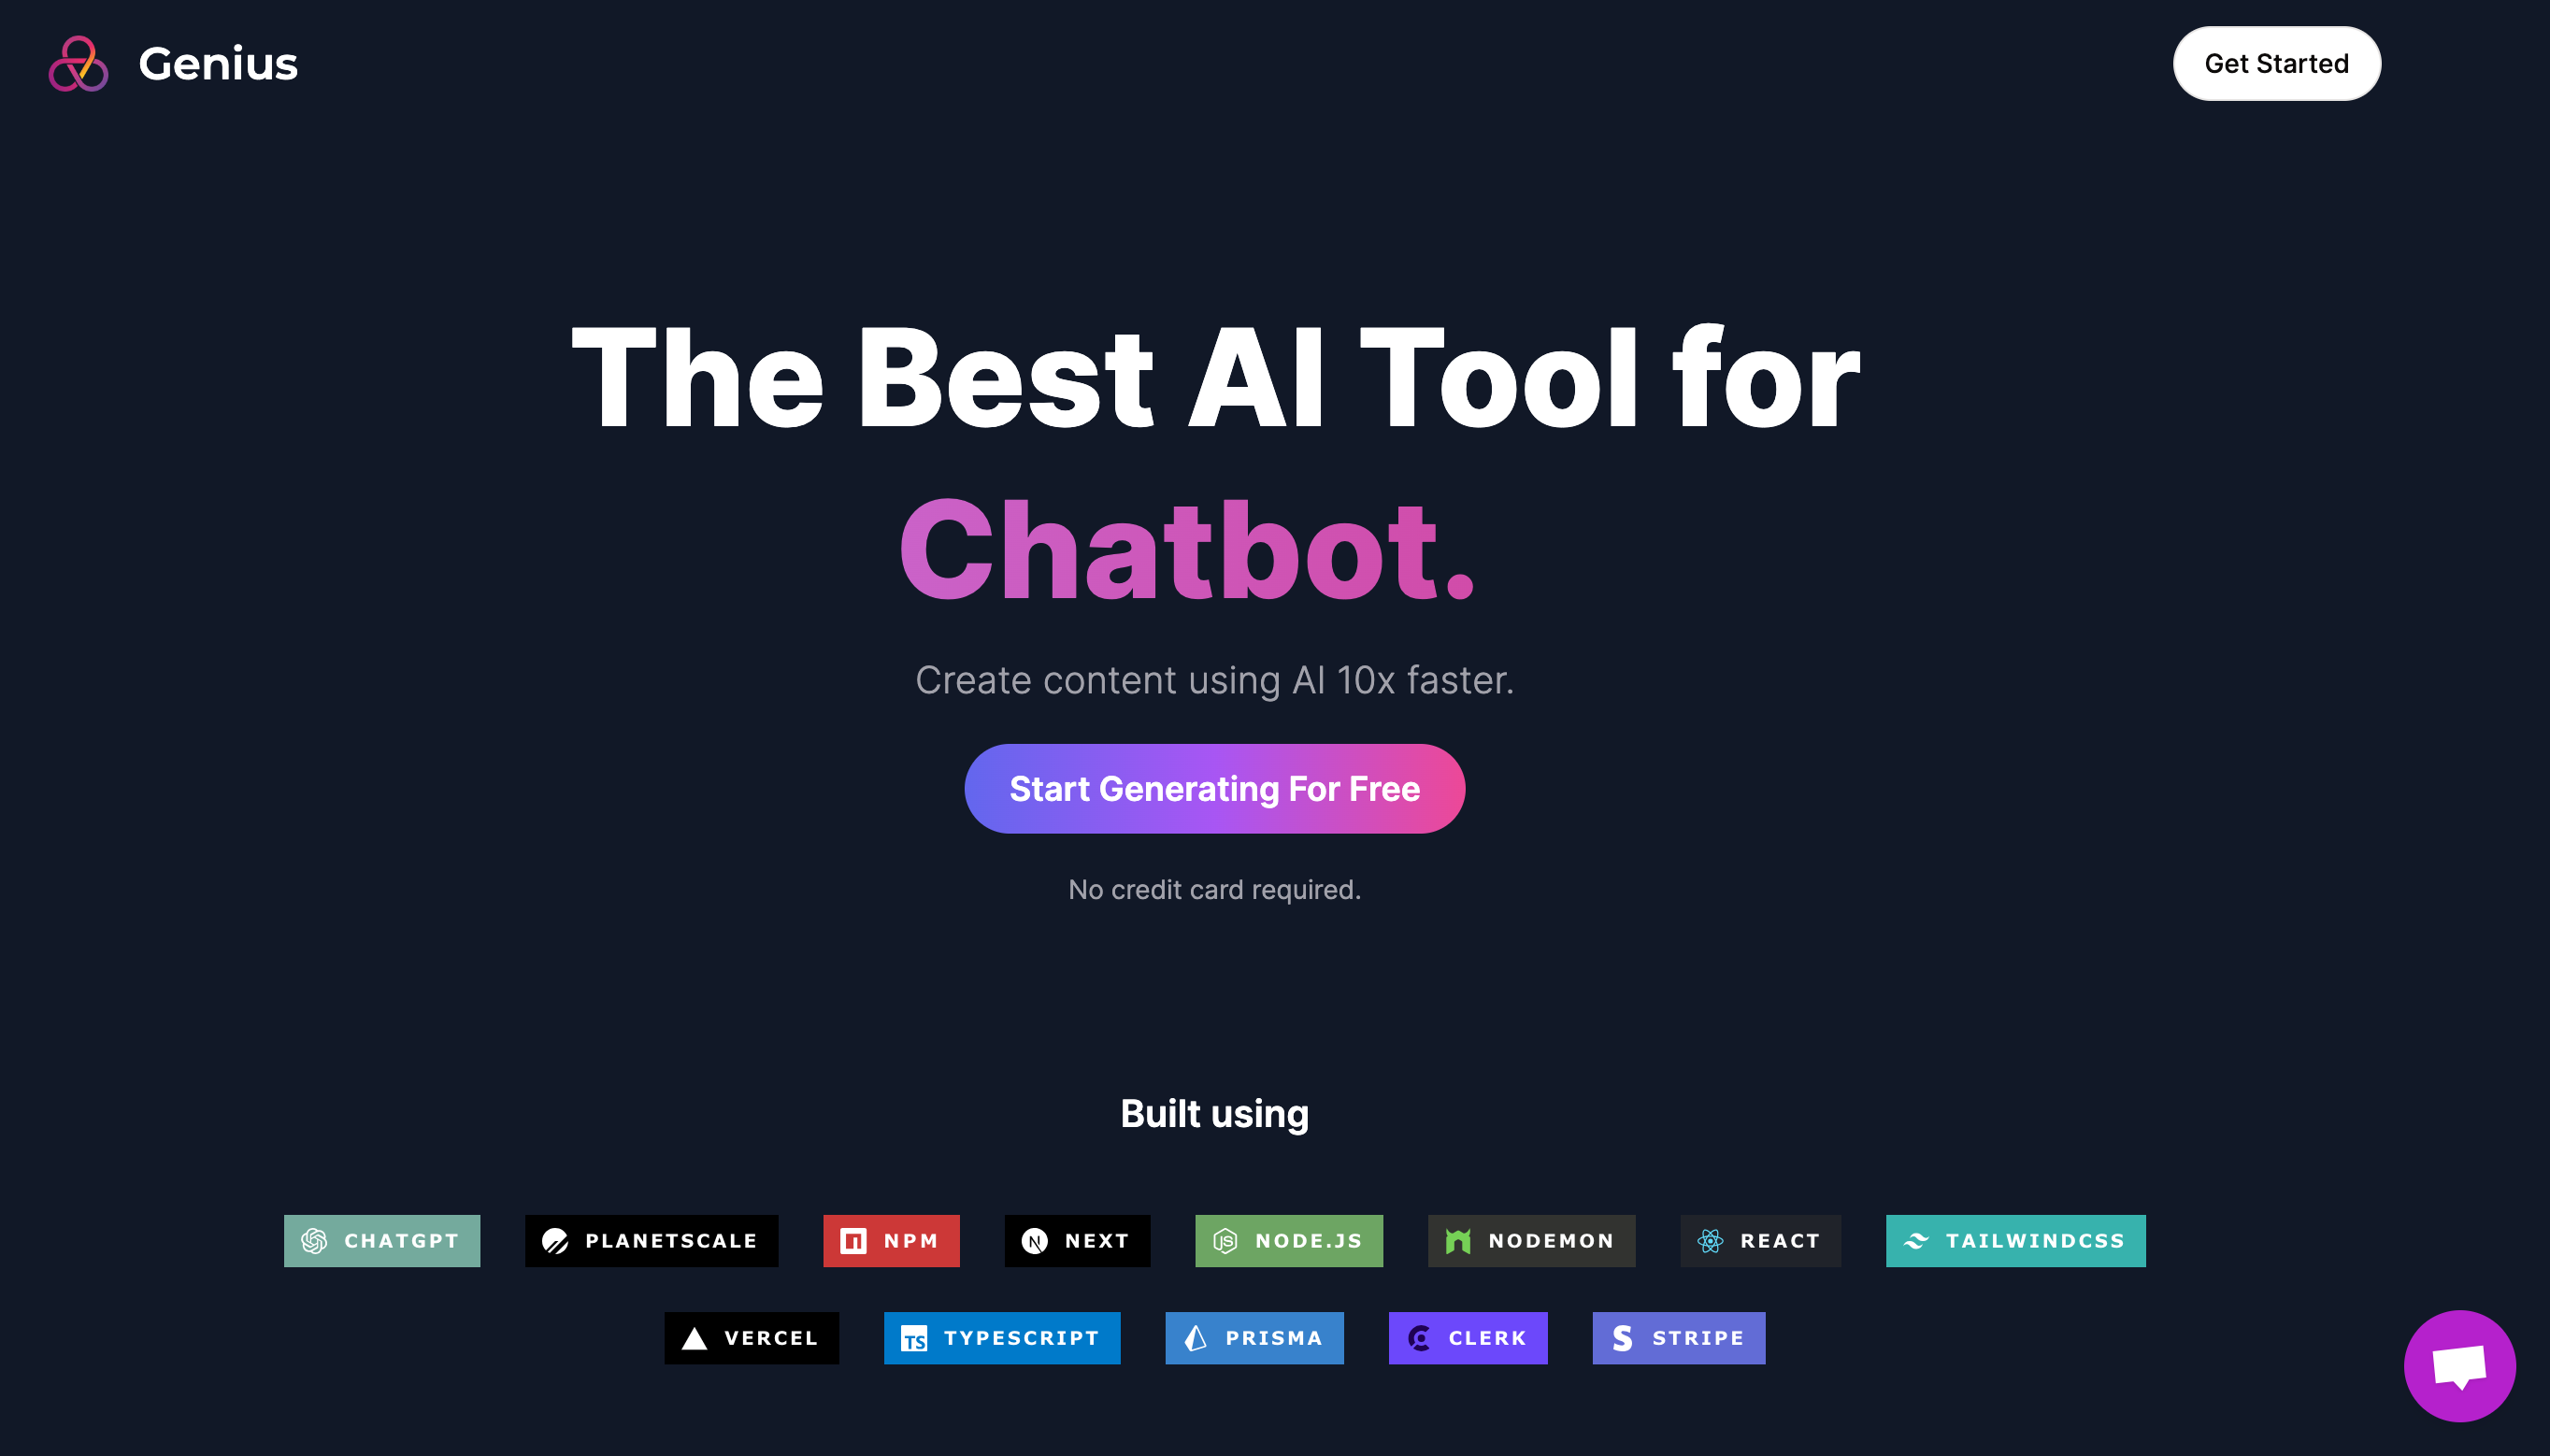 Genius
Get Started
The Best AI Tool for
Chatbot.
Create content using AI 10x faster.
Start Generating For Free
No credit card required.
Built using
CHATGPT PLANETSCALE NPM NEXT NODE.JS NODEMON REACT TAILWINDCSS
VERCEL TYPESCRIPT PRISMA CLERK STRIPE